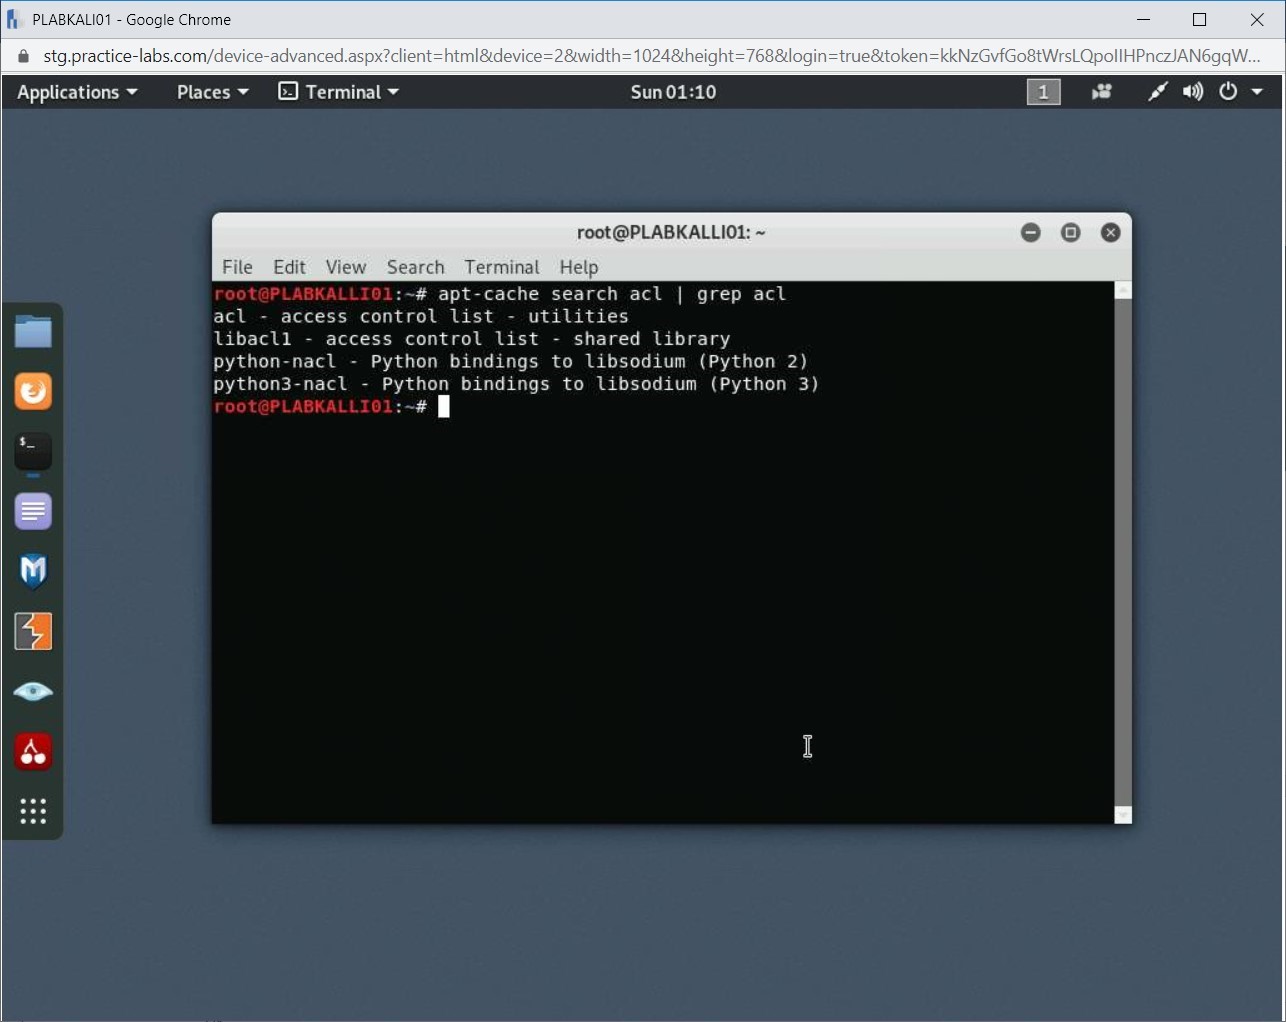 PLABKALI01 - Google Chrome
stg.practice-labs.com/device-advanced.aspx?client=html&device=2&width=1024&height=768&login=true&token=kkNzGvfGo8tWrsLQpoIIHPnczJAN6gqW...
Applications Places Terminal Sun 01:10 1
root@PLABKALLI01: ~
File Edit View Search Terminal Help
root@PLABKALLI01:~# apt-cache search acl | grep acl
acl - access control list - utilities
libacl1 - access control list - shared library
python-nacl - Python bindings to libsodium (Python 2)
python3-nacl - Python bindings to libsodium (Python 3)
root@PLABKALLI01:~#
$_